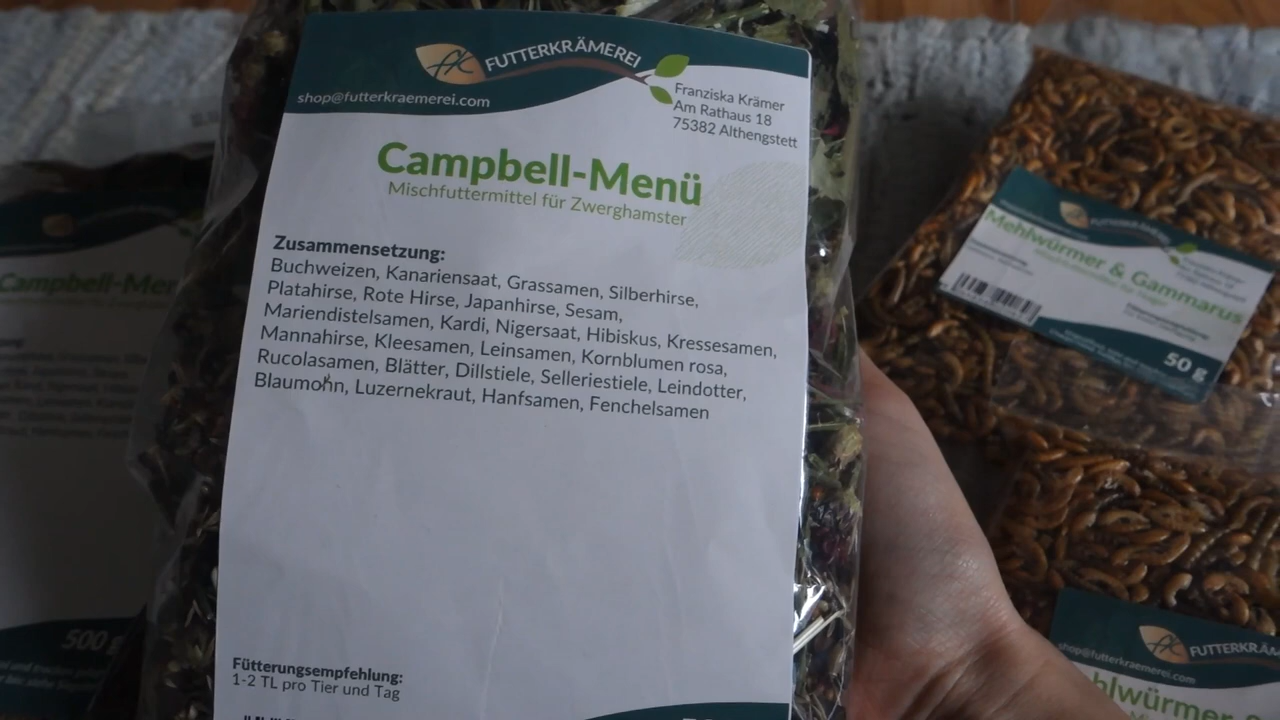 FUTTERKRÄMEREI
shop@futterkraemerei.com
Franziska Krämer
Am Rathaus 18
75382 Althengstett
Campbell-Menü
Mischfuttermittel für Zwerghamster
Zusammensetzung:
Buchweizen, Kanariensaat, Grassamen, Silberhirse,
Platahirse, Rote Hirse, Japanhirse, Sesam,
Mariendistelsamen, Kardi, Nigersaat, Hibiskus, Kressesamen,
Mannahirse, Kleesamen, Leinsamen, Kornblumen rosa,
Rucolasamen, Blätter, Dillstiele, Selleriestiele, Leindotter,
Blaumohn, Luzernekraut, Hanfsamen, Fenchelsamen
Fütterungsempfehlung:
1-2 TL pro Tier und Tag
Campbell-Men
500 g
Mehlwürmer & Gammarus
50 g
shop@futterkraemerei.com
FUTTERKRÄM
hlwürmer &